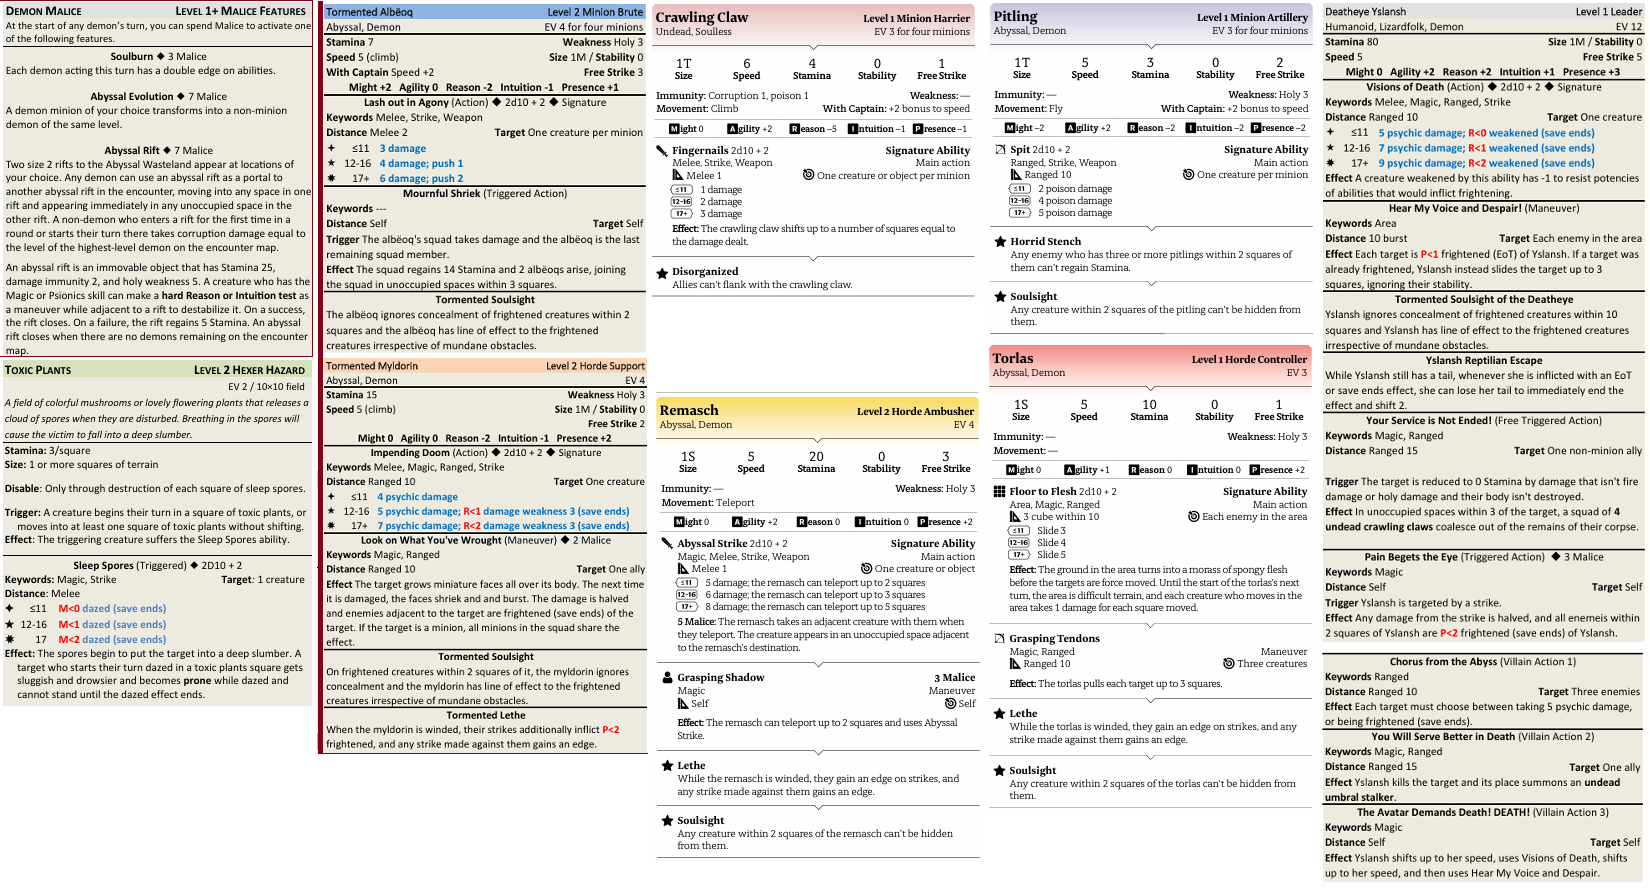 DEMON MALICE LEVEL 1+ MALICE FEATURES
At the start of any demon's turn, you can spend Malice to activate one
of the following features.
Soulburn ◆ 3 Malice
Each demon acting this turn has a double edge on abilities.
Abyssal Evolution ◆ 7 Malice
A demon minion of your choice transforms into a non-minion
demon of the same level.
Abyssal Rift ◆ 7 Malice
Two size 2 rifts to the Abyssal Wasteland appear at locations of
your choice. Any demon can use an abyssal rift as a portal to
another abyssal rift in the encounter, moving into any space in one
rift and appearing immediately in any unoccupied space in the
other rift. A non-demon who enters a rift for the first time in a
round or starts their turn there takes corruption damage equal to
the level of the highest-level demon on the encounter map.
An abyssal rift is an immovable object that has Stamina 25,
damage immunity 2, and holy weakness 5. A creature who has the
Magic or Psionics skill can make a hard Reason or Intuition test as
a maneuver while adjacent to a rift to destabilize it. On a success,
the rift closes. On a failure, the rift regains 5 Stamina. An abyssal
rift closes when there are no demons remaining on the encounter
map.
TOXIC PLANTS LEVEL 2 HEXER HAZARD
EV 2 / 10×10 field
A field of colorful mushrooms or lovely flowering plants that releases a
cloud of spores when they are disturbed. Breathing in the spores will
cause the victim to fall into a deep slumber.
Stamina: 3/square
Size: 1 or more squares of terrain
Disable: Only through destruction of each square of sleep spores.
Trigger: A creature begins their turn in a square of toxic plants, or
moves into at least one square of toxic plants without shifting.
Effect: The triggering creature suffers the Sleep Spores ability.
Sleep Spores (Triggered) ◆ 2D10 + 2
Keywords: Magic, Strike Target: 1 creature
Distance: Melee
✦ ≤11 M<0 dazed (save ends)
★ 12-16 M<1 dazed (save ends)
✸ 17 M<2 dazed (save ends)
Effect: The spores begin to put the target into a deep slumber. A
target who starts their turn dazed in a toxic plants square gets
sluggish and drowsier and becomes prone while dazed and
cannot stand until the dazed effect ends.
Tormented Albëoq Level 2 Minion Brute
Abyssal, Demon EV 4 for four minions
Stamina 7 Weakness Holy 3
Speed 5 (climb) Size 1M / Stability 0
With Captain Speed +2 Free Strike 3
Might +2 Agility 0 Reason -2 Intuition -1 Presence +1
Lash out in Agony (Action) ◆ 2d10 + 2 ◆ Signature
Keywords Melee, Strike, Weapon
Distance Melee 2 Target One creature per minion
✦ ≤11 3 damage
★ 12-16 4 damage; push 1
✸ 17+ 6 damage; push 2
Mournful Shriek (Triggered Action)
Keywords ---
Distance Self Target Self
Trigger The albëoq's squad takes damage and the albëoq is the last
remaining squad member.
Effect The squad regains 14 Stamina and 2 albëoqs arise, joining
the squad in unoccupied spaces within 3 squares.
Tormented Soulsight
The albëoq ignores concealment of frightened creatures within 2
squares and the albëoq has line of effect to the frightened
creatures irrespective of mundane obstacles.
Tormented Myldorin Level 2 Horde Support
Abyssal, Demon EV 4
Stamina 15 Weakness Holy 3
Speed 5 (climb) Size 1M / Stability 0
Free Strike 2
Might 0 Agility 0 Reason -2 Intuition -1 Presence +2
Impending Doom (Action) ◆ 2d10 + 2 ◆ Signature
Keywords Melee, Magic, Ranged, Strike
Distance Ranged 10 Target One creature
✦ ≤11 4 psychic damage
★ 12-16 5 psychic damage; R<1 damage weakness 3 (save ends)
✸ 17+ 7 psychic damage; R<2 damage weakness 3 (save ends)
Look on What You've Wrought (Maneuver) ◆ 2 Malice
Keywords Magic, Ranged
Distance Ranged 10 Target One ally
Effect The target grows miniature faces all over its body. The next time
it is damaged, the faces shriek and and burst. The damage is halved
and enemies adjacent to the target are frightened (save ends) of the
target. If the target is a minion, all minions in the squad share the
effect.
Tormented Soulsight
On frightened creatures within 2 squares of it, the myldorin ignores
concealment and the myldorin has line of effect to the frightened
creatures irrespective of mundane obstacles.
Tormented Lethe
When the myldorin is winded, their strikes additionally inflict P<2
frightened, and any strike made against them gains an edge.
Crawling Claw Level 1 Minion Harrier
Undead, Soulless EV 3 for four minions
1T 6 4 0 1
Size Speed Stamina Stability Free Strike
Immunity: Corruption 1, poison 1 Weakness: —
Movement: Climb With Captain: +2 bonus to speed
Might 0 Agility +2 Reason −5 Intuition −1 Presence −1
Fingernails 2d10 + 2 Signature Ability
Melee, Strike, Weapon Main action
Melee 1 One creature or object per minion
≤11 1 damage
12-16 2 damage
17+ 3 damage
Effect: The crawling claw shifts up to a number of squares equal to
the damage dealt.
Disorganized
Allies can't flank with the crawling claw.
Remasch Level 2 Horde Ambusher
Abyssal, Demon EV 4
1S 5 20 0 3
Size Speed Stamina Stability Free Strike
Immunity: — Weakness: Holy 3
Movement: Teleport
Might 0 Agility +2 Reason 0 Intuition 0 Presence +2
Abyssal Strike 2d10 + 2 Signature Ability
Magic, Melee, Strike, Weapon Main action
Melee 1 One creature or object
≤11 5 damage; the remasch can teleport up to 2 squares
12-16 6 damage; the remasch can teleport up to 3 squares
17+ 8 damage; the remasch can teleport up to 5 squares
5 Malice: The remasch takes an adjacent creature with them when
they teleport. The creature appears in an unoccupied space adjacent
to the remasch's destination.
Grasping Shadow 3 Malice
Magic Maneuver
Self Self
Effect: The remasch can teleport up to 2 squares and uses Abyssal
Strike.
Lethe
While the remasch is winded, they gain an edge on strikes, and
any strike made against them gains an edge.
Soulsight
Any creature within 2 squares of the remasch can't be hidden
from them.
Pitling Level 1 Minion Artillery
Abyssal, Demon EV 3 for four minions
1T 5 3 0 2
Size Speed Stamina Stability Free Strike
Immunity: — Weakness: Holy 3
Movement: Fly With Captain: +2 bonus to speed
Might −2 Agility +2 Reason −2 Intuition −2 Presence −2
Spit 2d10 + 2 Signature Ability
Ranged, Strike, Weapon Main action
Ranged 10 One creature per minion
≤11 2 poison damage
12-16 4 poison damage
17+ 5 poison damage
Horrid Stench
Any enemy who has three or more pitlings within 2 squares of
them can't regain Stamina.
Soulsight
Any creature within 2 squares of the pitling can't be hidden from
them.
Torlas Level 1 Horde Controller
Abyssal, Demon EV 3
1S 5 10 0 1
Size Speed Stamina Stability Free Strike
Immunity: — Weakness: Holy 3
Movement: —
Might 0 Agility +1 Reason 0 Intuition 0 Presence +2
Floor to Flesh 2d10 + 2 Signature Ability
Area, Magic, Ranged Main action
3 cube within 10 Each enemy in the area
≤11 Slide 3
12-16 Slide 4
17+ Slide 5
Effect: The ground in the area turns into a morass of spongy flesh
before the targets are force moved. Until the start of the torlas's next
turn, the area is difficult terrain, and each creature who moves in the
area takes 1 damage for each square moved.
Grasping Tendons Maneuver
Ranged 10 Three creatures
Effect: The torlas pulls each target up to 3 squares.
Lethe
While the torlas is winded, they gain an edge on strikes, and any
strike made against them gains an edge.
Soulsight
Any creature within 2 squares of the torlas can't be hidden from
them.
Deatheye Yslansh Level 1 Leader
Humanoid, Lizardfolk, Demon EV 12
Stamina 80 Size 1M / Stability 0
Speed 5 Free Strike 5
Might 0 Agility +2 Reason +2 Intuition +1 Presence +3
Visions of Death (Action) ◆ 2d10 + 2 ◆ Signature
Keywords Melee, Magic, Ranged, Strike
Distance Ranged 10 Target One creature
✦ ≤11 5 psychic damage; R<0 weakened (save ends)
★ 12-16 7 psychic damage; R<1 weakened (save ends)
✸ 17+ 9 psychic damage; R<2 weakened (save ends)
Effect A creature weakened by this ability has -1 to resist potencies
of abilities that would inflict frightening.
Hear My Voice and Despair! (Maneuver)
Keywords Area
Distance 10 burst Target Each enemy in the area
Effect Each target is P<1 frightened (EoT) of Yslansh. If a target was
already frightened, Yslansh instead slides the target up to 3
squares, ignoring their stability.
Tormented Soulsight of the Deatheye
Yslansh ignores concealment of frightened creatures within 10
squares and Yslansh has line of effect to the frightened creatures
irrespective of mundane obstacles.
Yslansh Reptilian Escape
While Yslansh still has a tail, whenever she is inflicted with an EoT
or save ends effect, she can lose her tail to immediately end the
effect and shift 2.
Your Service is Not Ended! (Free Triggered Action)
Keywords Magic, Ranged
Distance Ranged 15 Target One non-minion ally
Trigger The target is reduced to 0 Stamina by damage that isn't fire
damage or holy damage and their body isn't destroyed.
Effect In unoccupied spaces within 3 of the target, a squad of 4
undead crawling claws coalesce out of the remains of their corpse.
Pain Begets the Eye (Triggered Action) ◆ 3 Malice
Keywords Magic
Distance Self Target Self
Trigger Yslansh is targeted by a strike.
Effect Any damage from the strike is halved, and all enemeis within
2 squares of Yslansh are P<2 frightened (save ends) of Yslansh.
Chorus from the Abyss (Villain Action 1)
Keywords Ranged
Distance Ranged 10 Target Three enemies
Effect Each target must choose between taking 5 psychic damage,
or being frightened (save ends).
You Will Serve Better in Death (Villain Action 2)
Keywords Magic, Ranged
Distance Ranged 15 Target One ally
Effect Yslansh kills the target and its place summons an undead
umbral stalker.
The Avatar Demands Death! DEATH! (Villain Action 3)
Keywords Magic
Distance Self Target Self
Effect Yslansh shifts up to her speed, uses Visions of Death, shifts
up to her speed, and then uses Hear My Voice and Despair.